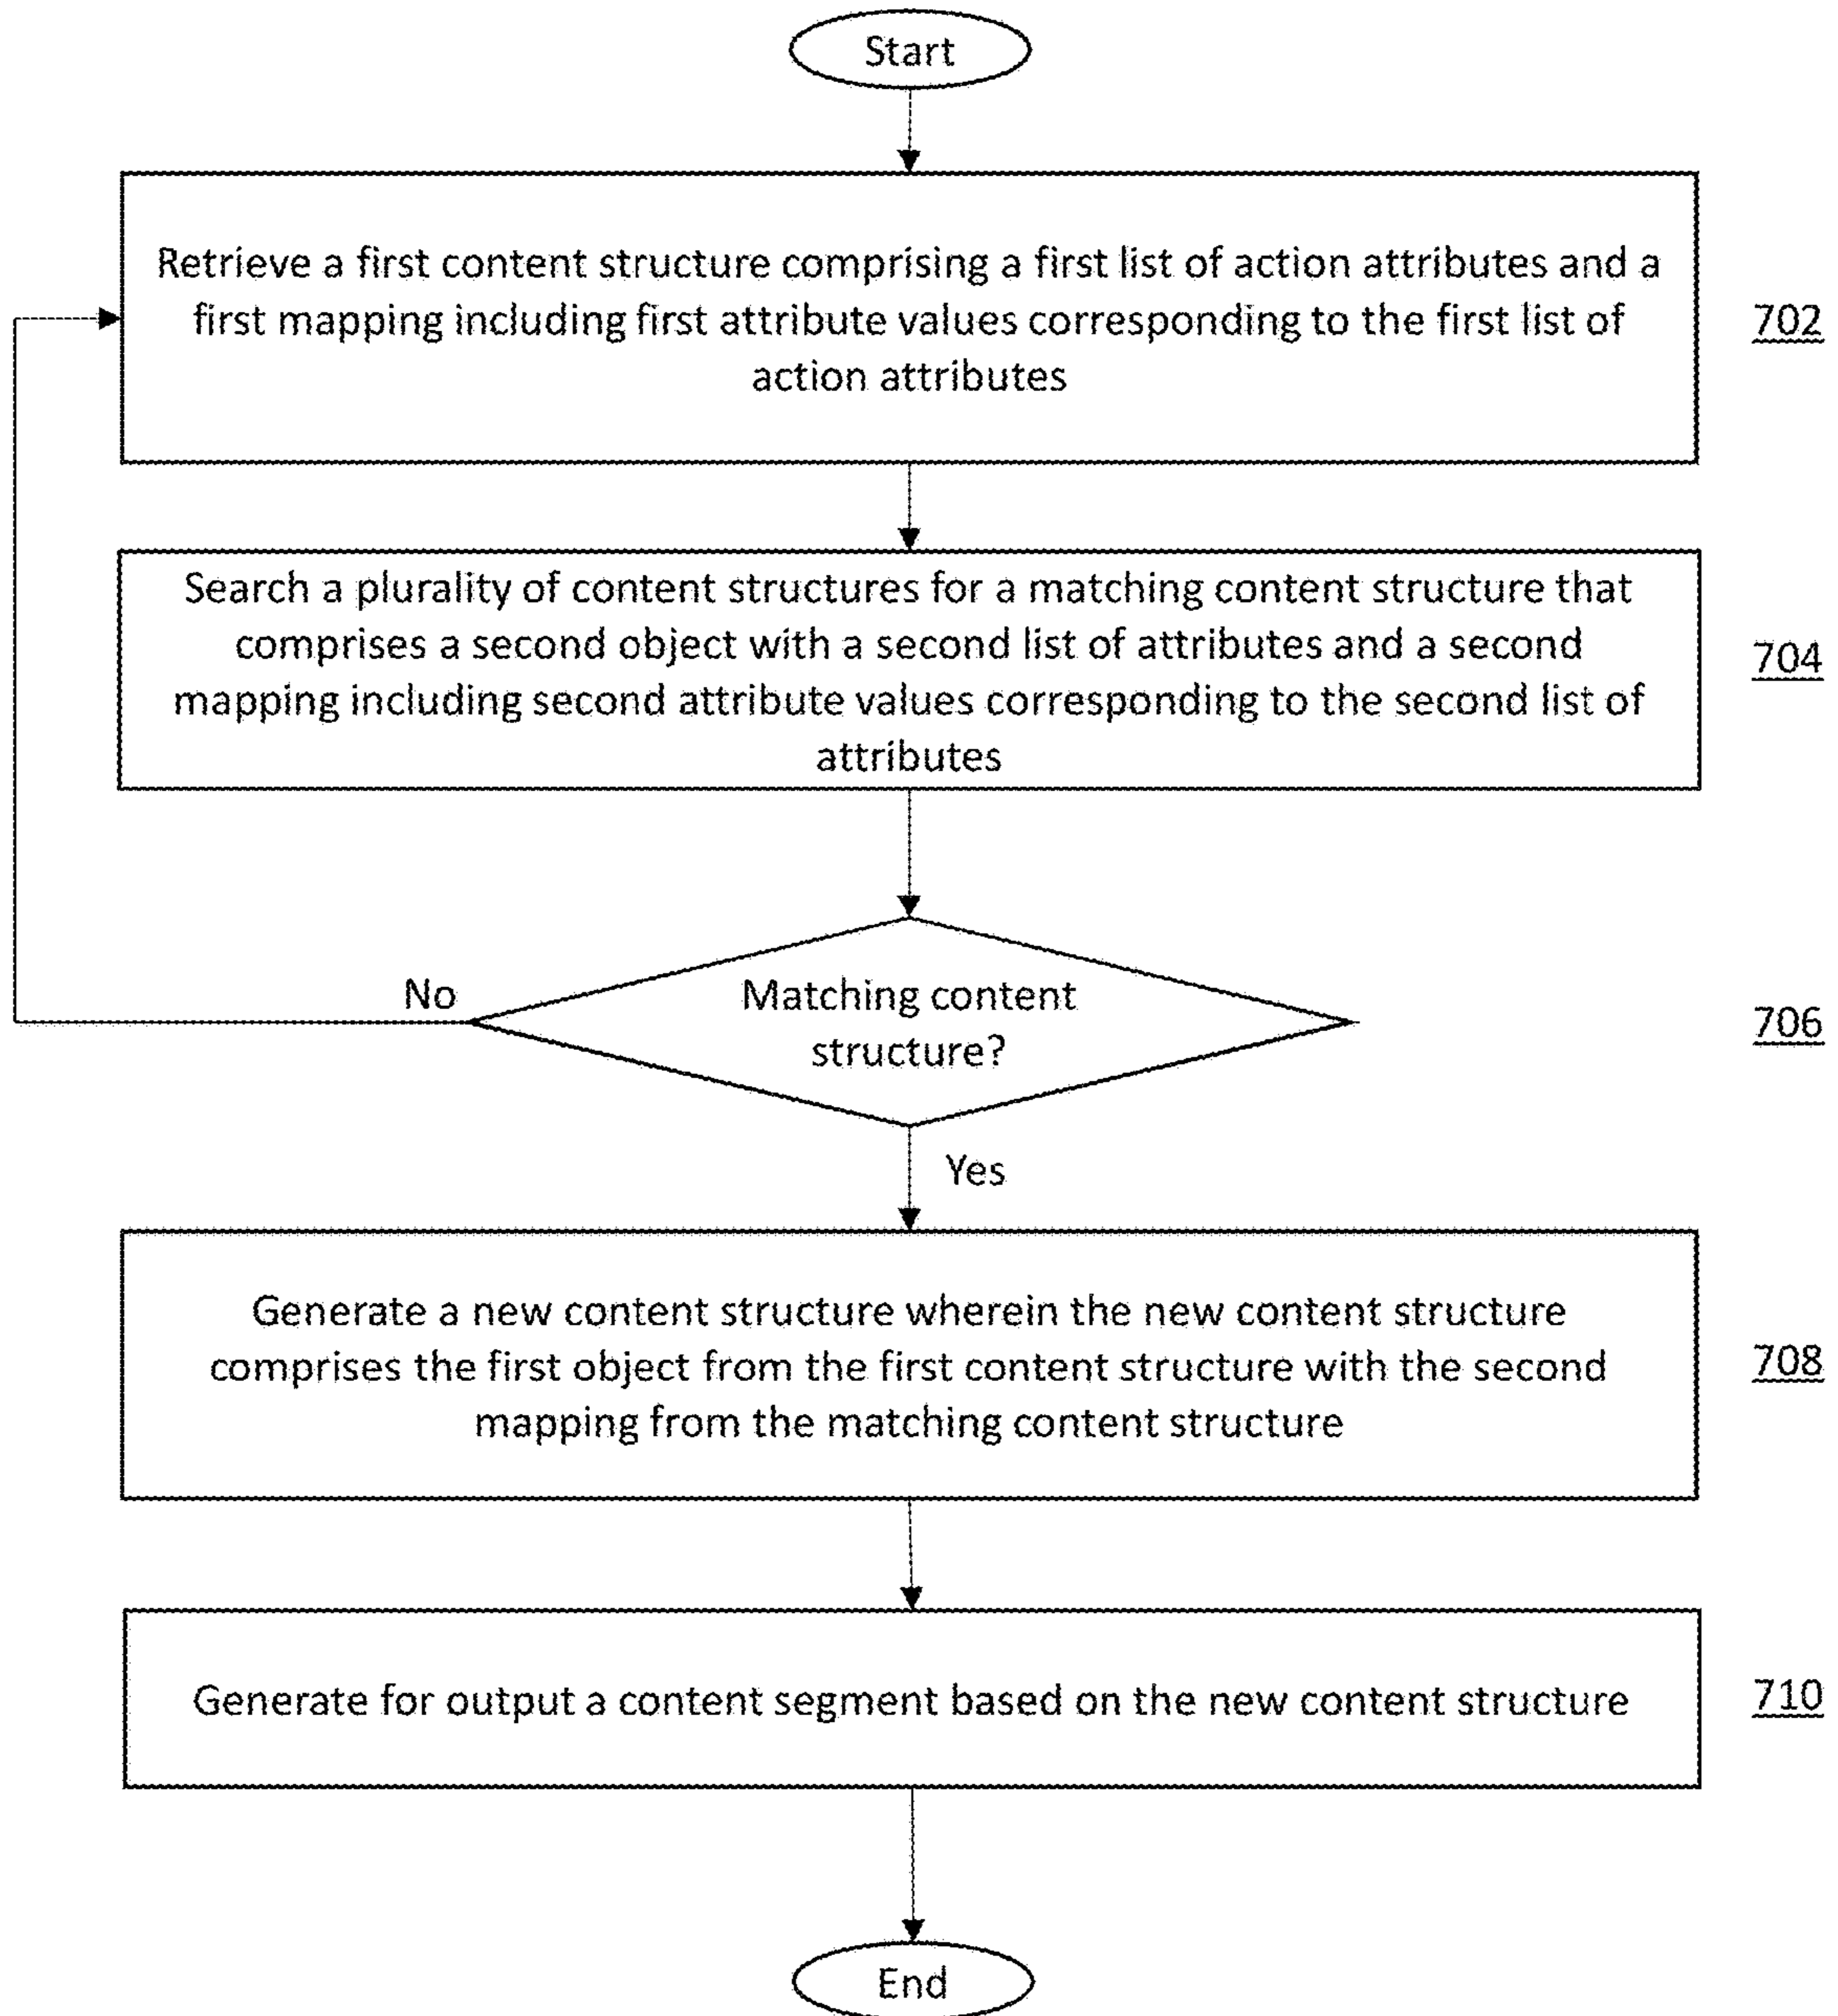 Start
Retrieve a first content structure comprising a first list of action attributes and a
first mapping including first attribute values corresponding to the first list of
action attributes
702
Search a plurality of content structures for a matching content structure that
comprises a second object with a second list of attributes and a second
mapping including second attribute values corresponding to the second list of
attributes
704
No
Matching content
structure?
706
Yes
Generate a new content structure wherein the new content structure
comprises the first object from the first content structure with the second
mapping from the matching content structure
708
Generate for output a content segment based on the new content structure
710
End